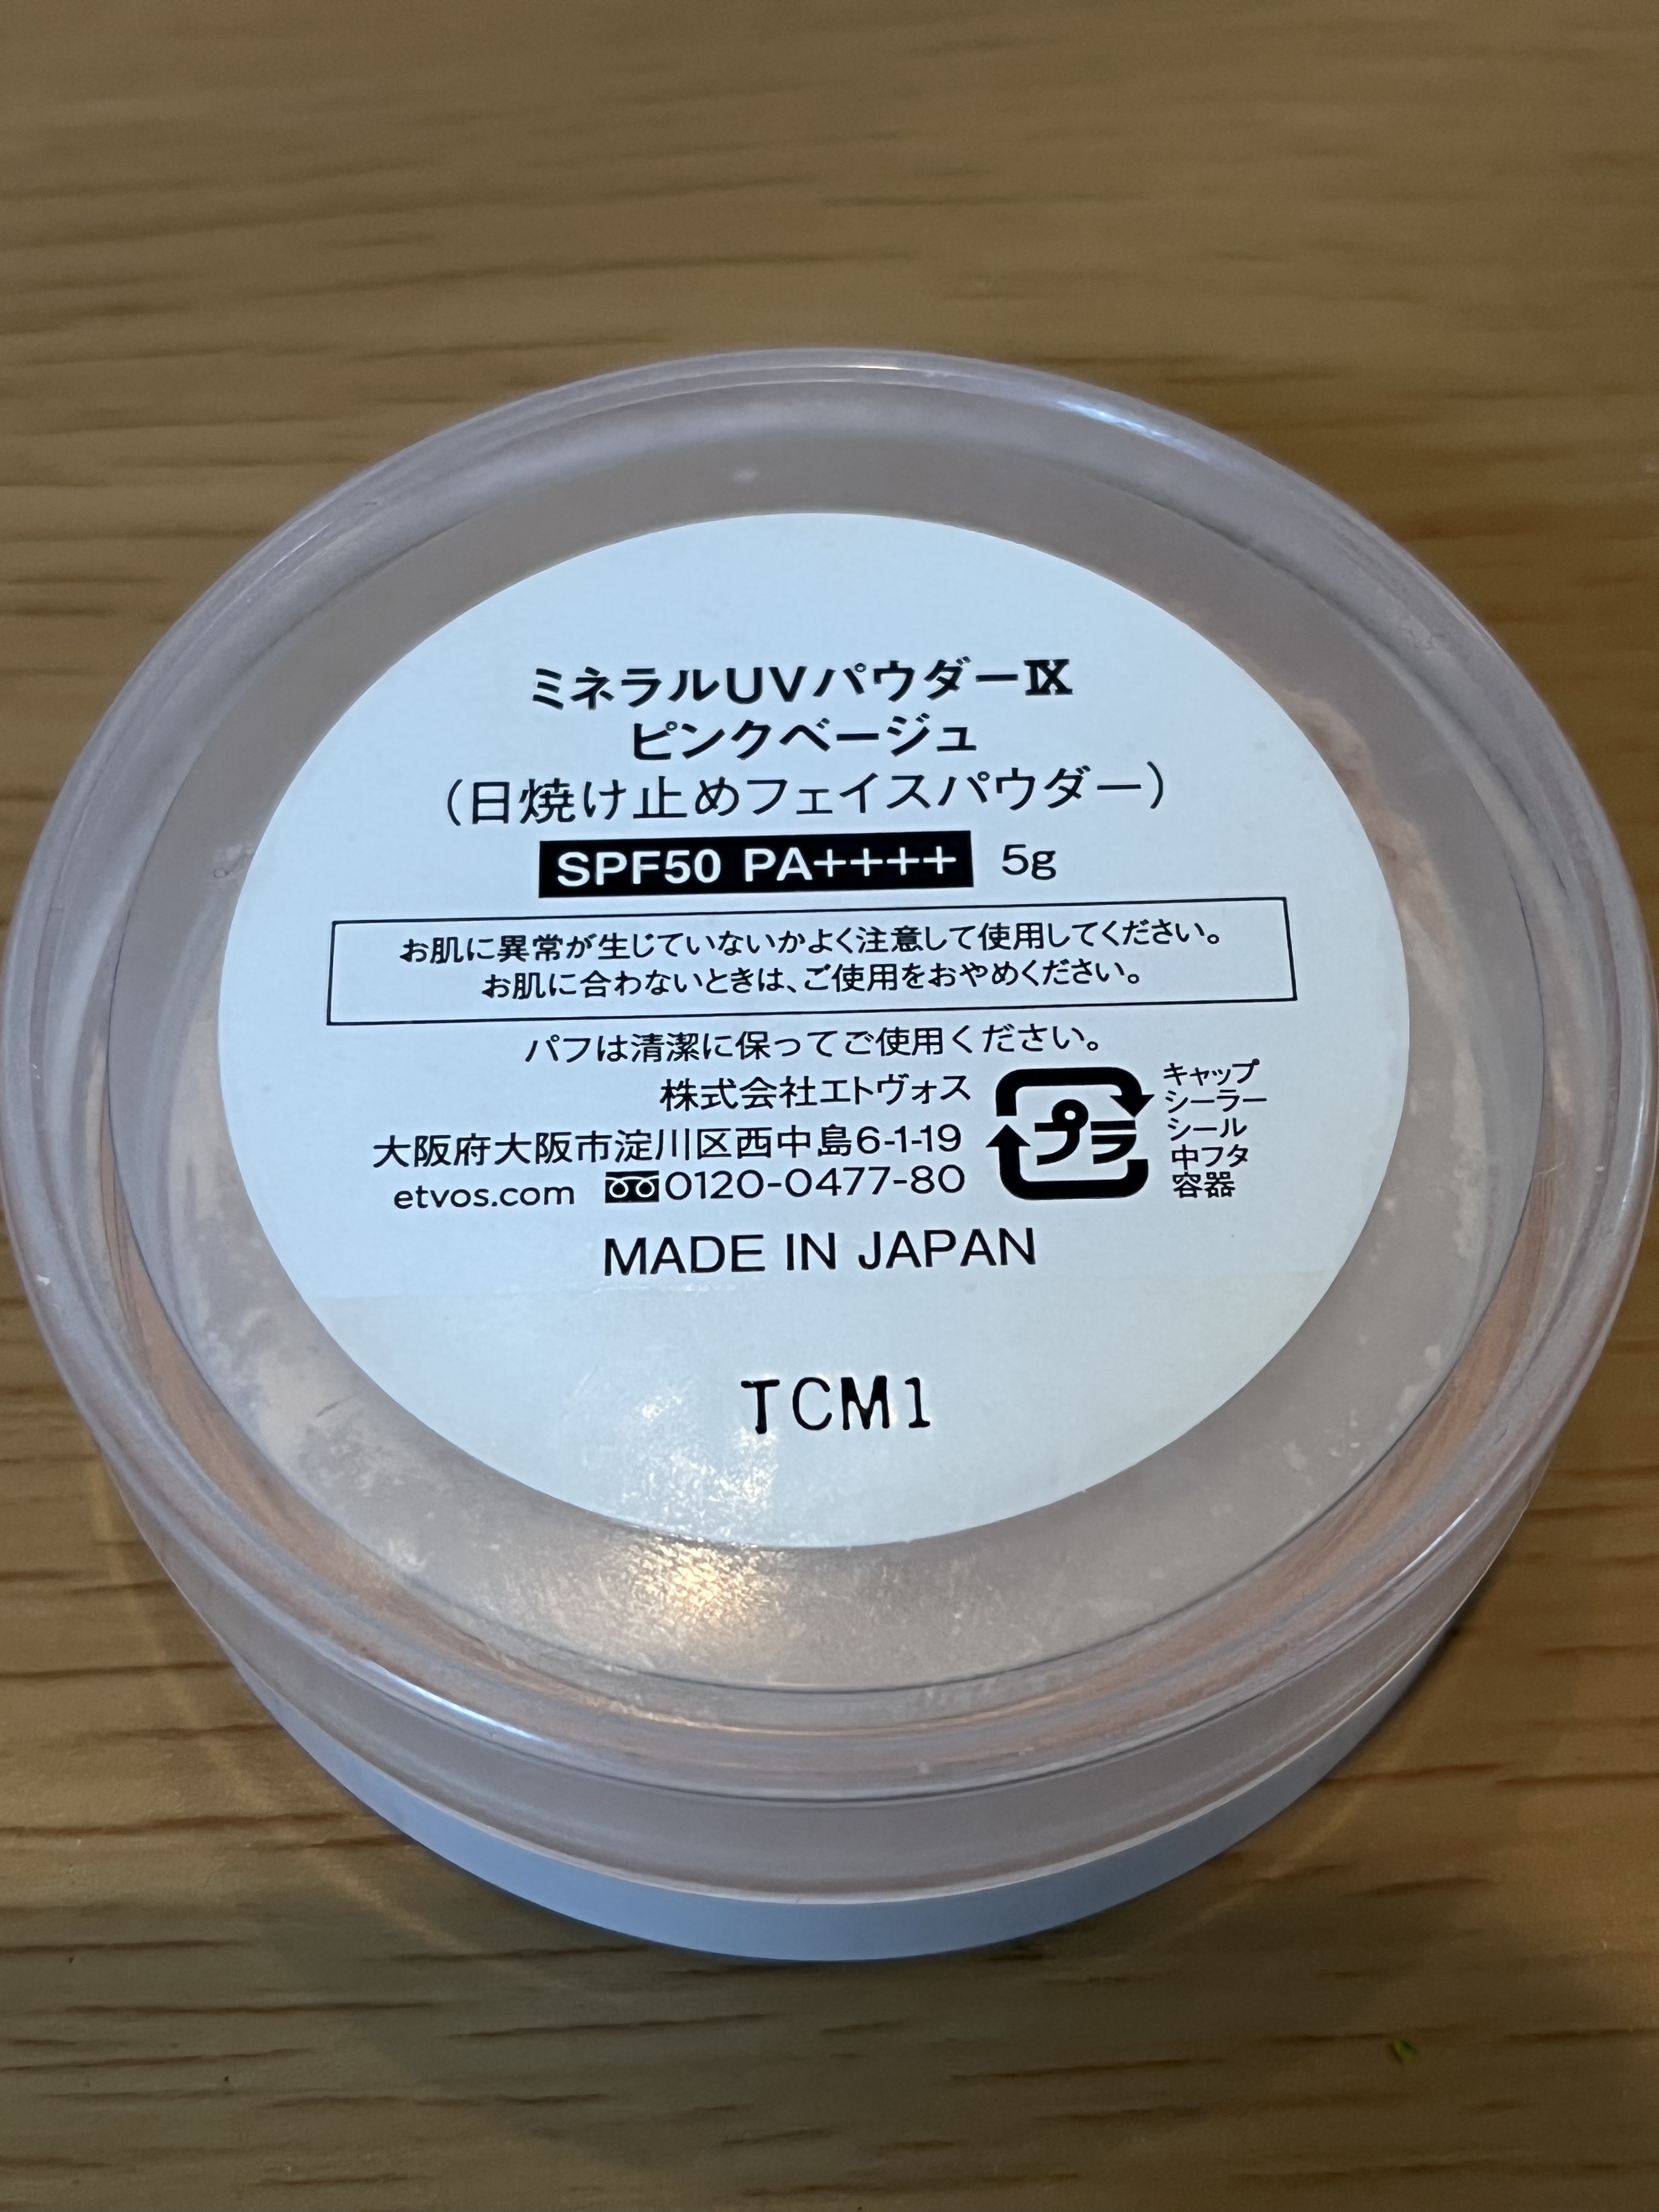 ミネラルUVパウダーⅨ
ピンクベージュ
（日焼け止めフェイスパウダー）
SPF50 PA++++ 5g
お肌に異常が生じていないかよく注意して使用してください。
お肌に合わないときは、ご使用をおやめください。
パフは清潔に保ってご使用ください。
株式会社エトヴォス
大阪府大阪市淀川区西中島6-1-19
etvos.com 0120-0477-80
プラ
キャップ
シーラー
シール
中フタ
容器
MADE IN JAPAN
TCM1